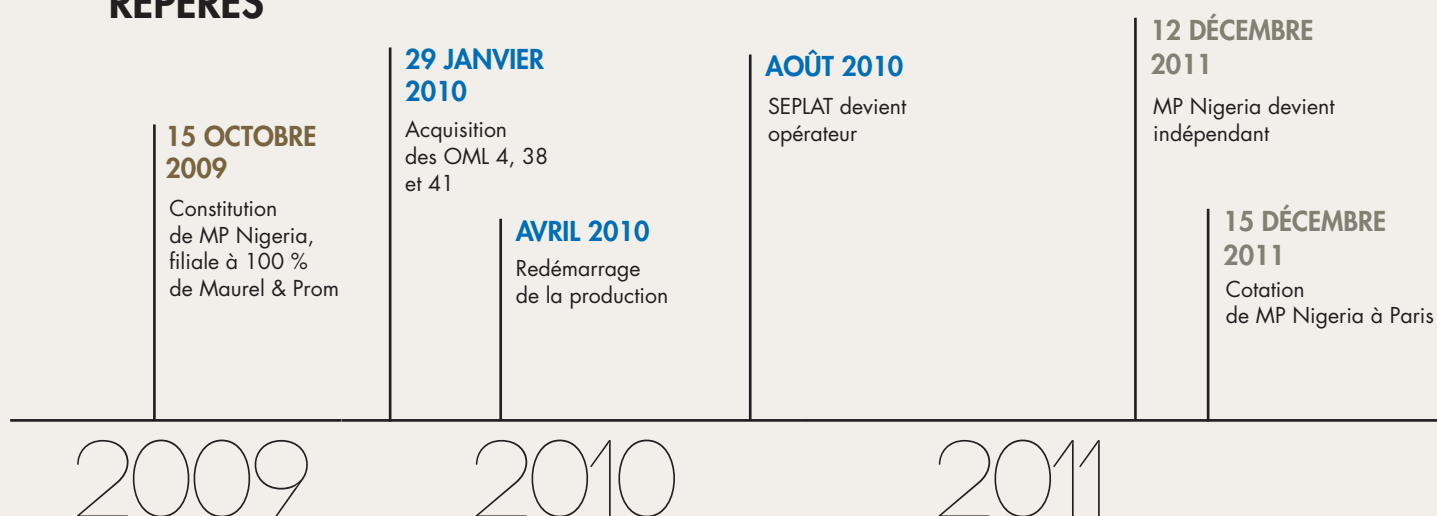 REPÈRES
15 OCTOBRE
2009
Constitution
de MP Nigeria,
filiale à 100 %
de Maurel & Prom
29 JANVIER
2010
Acquisition
des OML 4, 38
et 41
AVRIL 2010
Redémarrage
de la production
AOÛT 2010
SEPLAT devient
opérateur
12 DÉCEMBRE
2011
MP Nigeria devient
indépendant
15 DÉCEMBRE
2011
Cotation
de MP Nigeria à Paris
2009
2010
2011